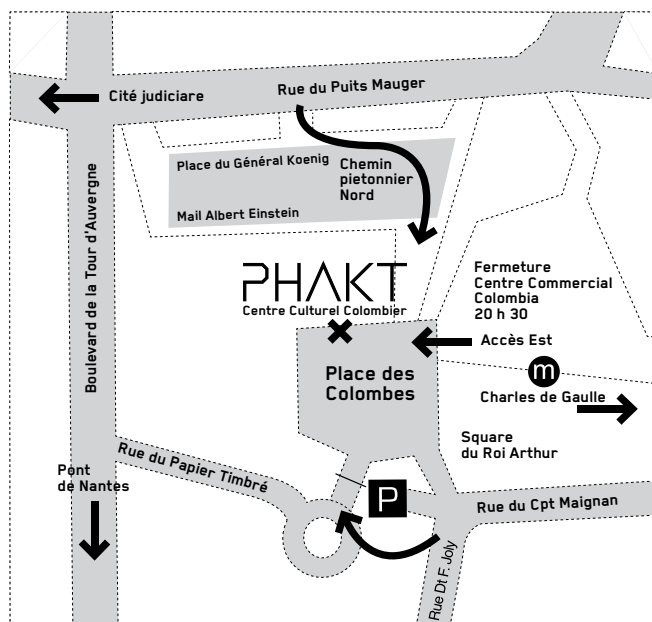 Cité judiciare
Rue du Puits Mauger
Place du Général Koenig
Chemin
pietonnier
Nord
Mail Albert Einstein
Boulevard de la Tour d'Auvergne
PHAKT
Centre Culturel Colombier
Fermeture
Centre Commercial
Colombia
20 h 30
Accès Est
Place des
Colombes
m
Charles de Gaulle
Square
du Roi Arthur
Rue du Papier Timbré
Pont
de Nantes
P
Rue du Cpt Maignan
Rue Dt F. Joly